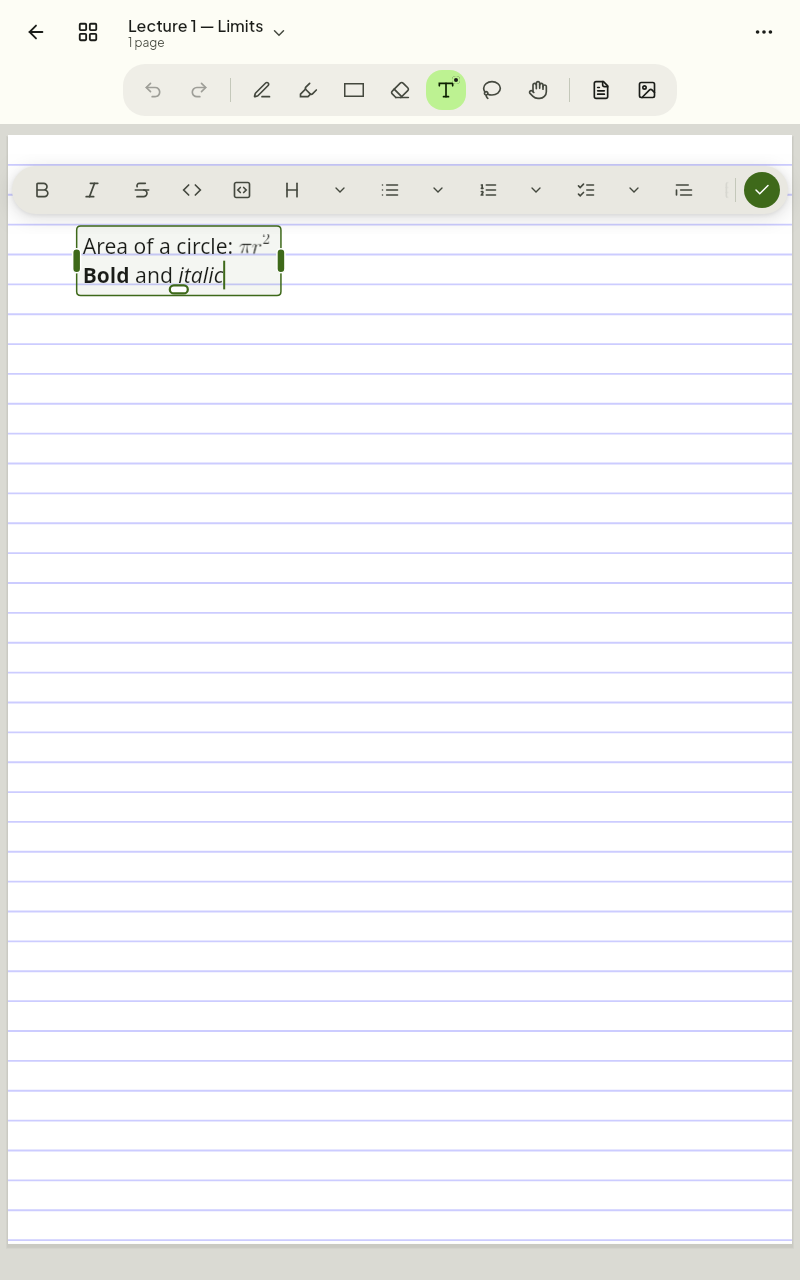 Lecture 1 — Limits
1 page
Area of a circle: πr²
Bold and italic